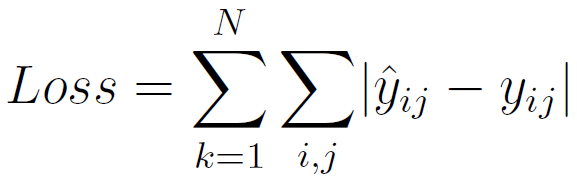 Loss = \sum_{k=1}^{N} \sum_{i,j} |\hat{y}_{ij} - y_{ij}|